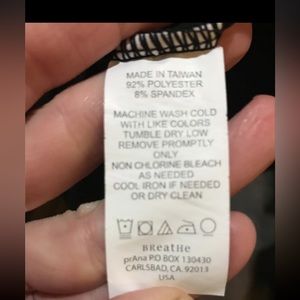 MADE IN TAIWAN
92% POLYESTER
8% SPANDEX
MACHINE WASH COLD
WITH LIKE COLORS
TUMBLE DRY LOW
REMOVE PROMPTLY
ONLY
NON CHLORINE BLEACH
AS NEEDED
COOL IRON IF NEEDED
OR DRY CLEAN
BReatHe
prAna P.O BOX 130430
CARLSBAD, CA. 92013
USA